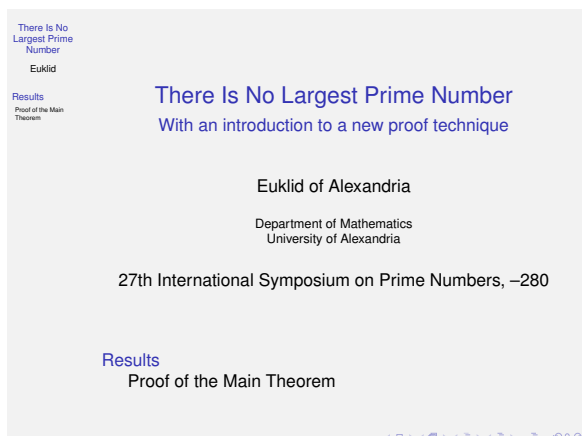 There Is No
Largest Prime
Number
Euklid
Results
Proof of the Main
Theorem
There Is No Largest Prime Number
With an introduction to a new proof technique
Euklid of Alexandria
Department of Mathematics
University of Alexandria
27th International Symposium on Prime Numbers, –280
Results
Proof of the Main Theorem